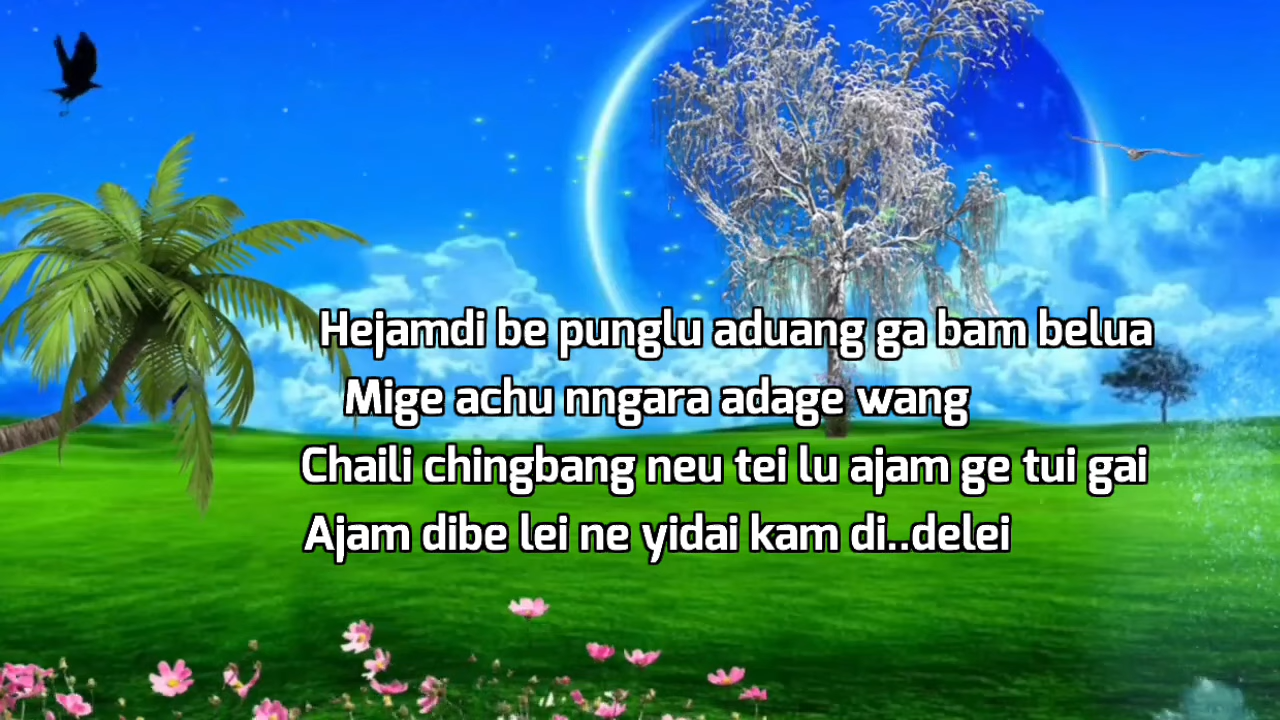 Hejamdi be punglu aduang ga bam belua
Mige achu nngara adage wang
Chaili chingbang neu tei lu ajam ge tui gai
Ajam dibe lei ne yidai kam di..delei